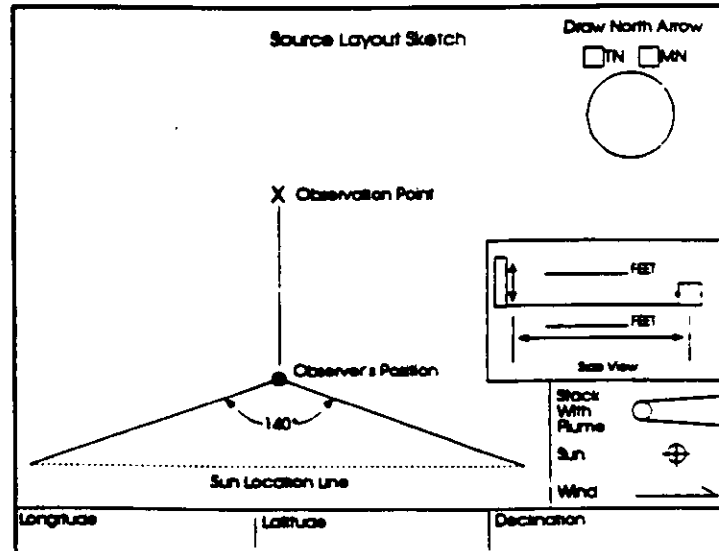 Source Layout Sketch
Draw North Arrow
TN MN
X Observation Point
FEET
FEET
Side View
Observer's Position
140°
Sun Location Line
Stack
With
Plume
Sun
Wind
Longitude
Latitude
Declination